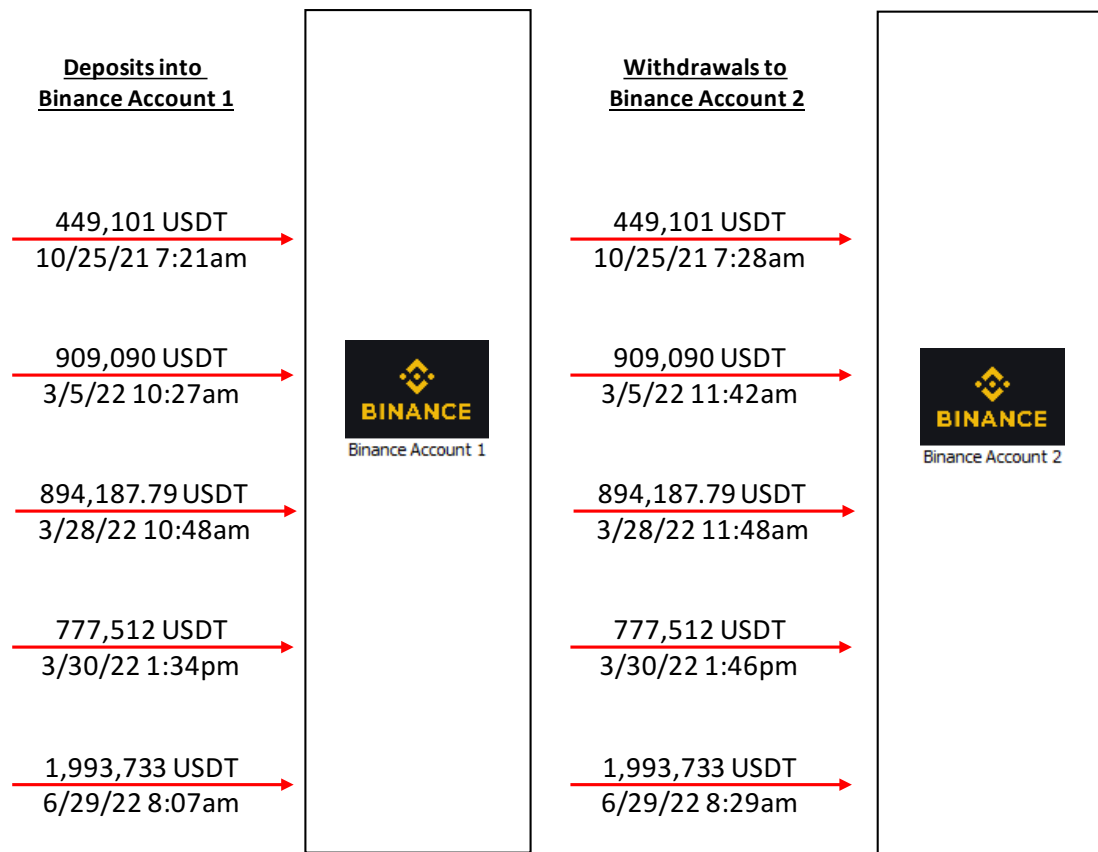 Deposits into
Binance Account 1
Withdrawals to
Binance Account 2
449,101 USDT
10/25/21 7:21am
449,101 USDT
10/25/21 7:28am
909,090 USDT
3/5/22 10:27am
909,090 USDT
3/5/22 11:42am
BINANCE
Binance Account 1
BINANCE
Binance Account 2
894,187.79 USDT
3/28/22 10:48am
894,187.79 USDT
3/28/22 11:48am
777,512 USDT
3/30/22 1:34pm
777,512 USDT
3/30/22 1:46pm
1,993,733 USDT
6/29/22 8:07am
1,993,733 USDT
6/29/22 8:29am